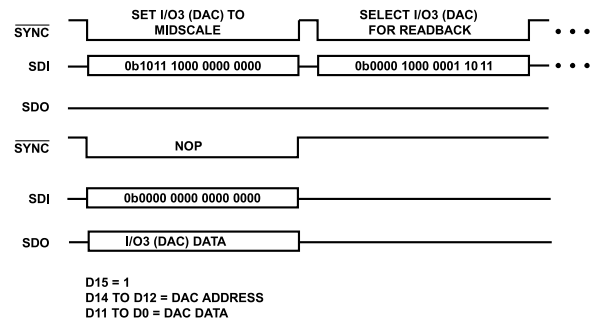 SET I/O3 (DAC) TO MIDSCALE
SELECT I/O3 (DAC) FOR READBACK
SYNC
SDI
0b1011 1000 0000 0000
0b0000 1000 0001 1011
SDO
SYNC
NOP
SDI
0b0000 0000 0000 0000
SDO
I/O3 (DAC) DATA
D15 = 1
D14 TO D12 = DAC ADDRESS
D11 TO D0 = DAC DATA